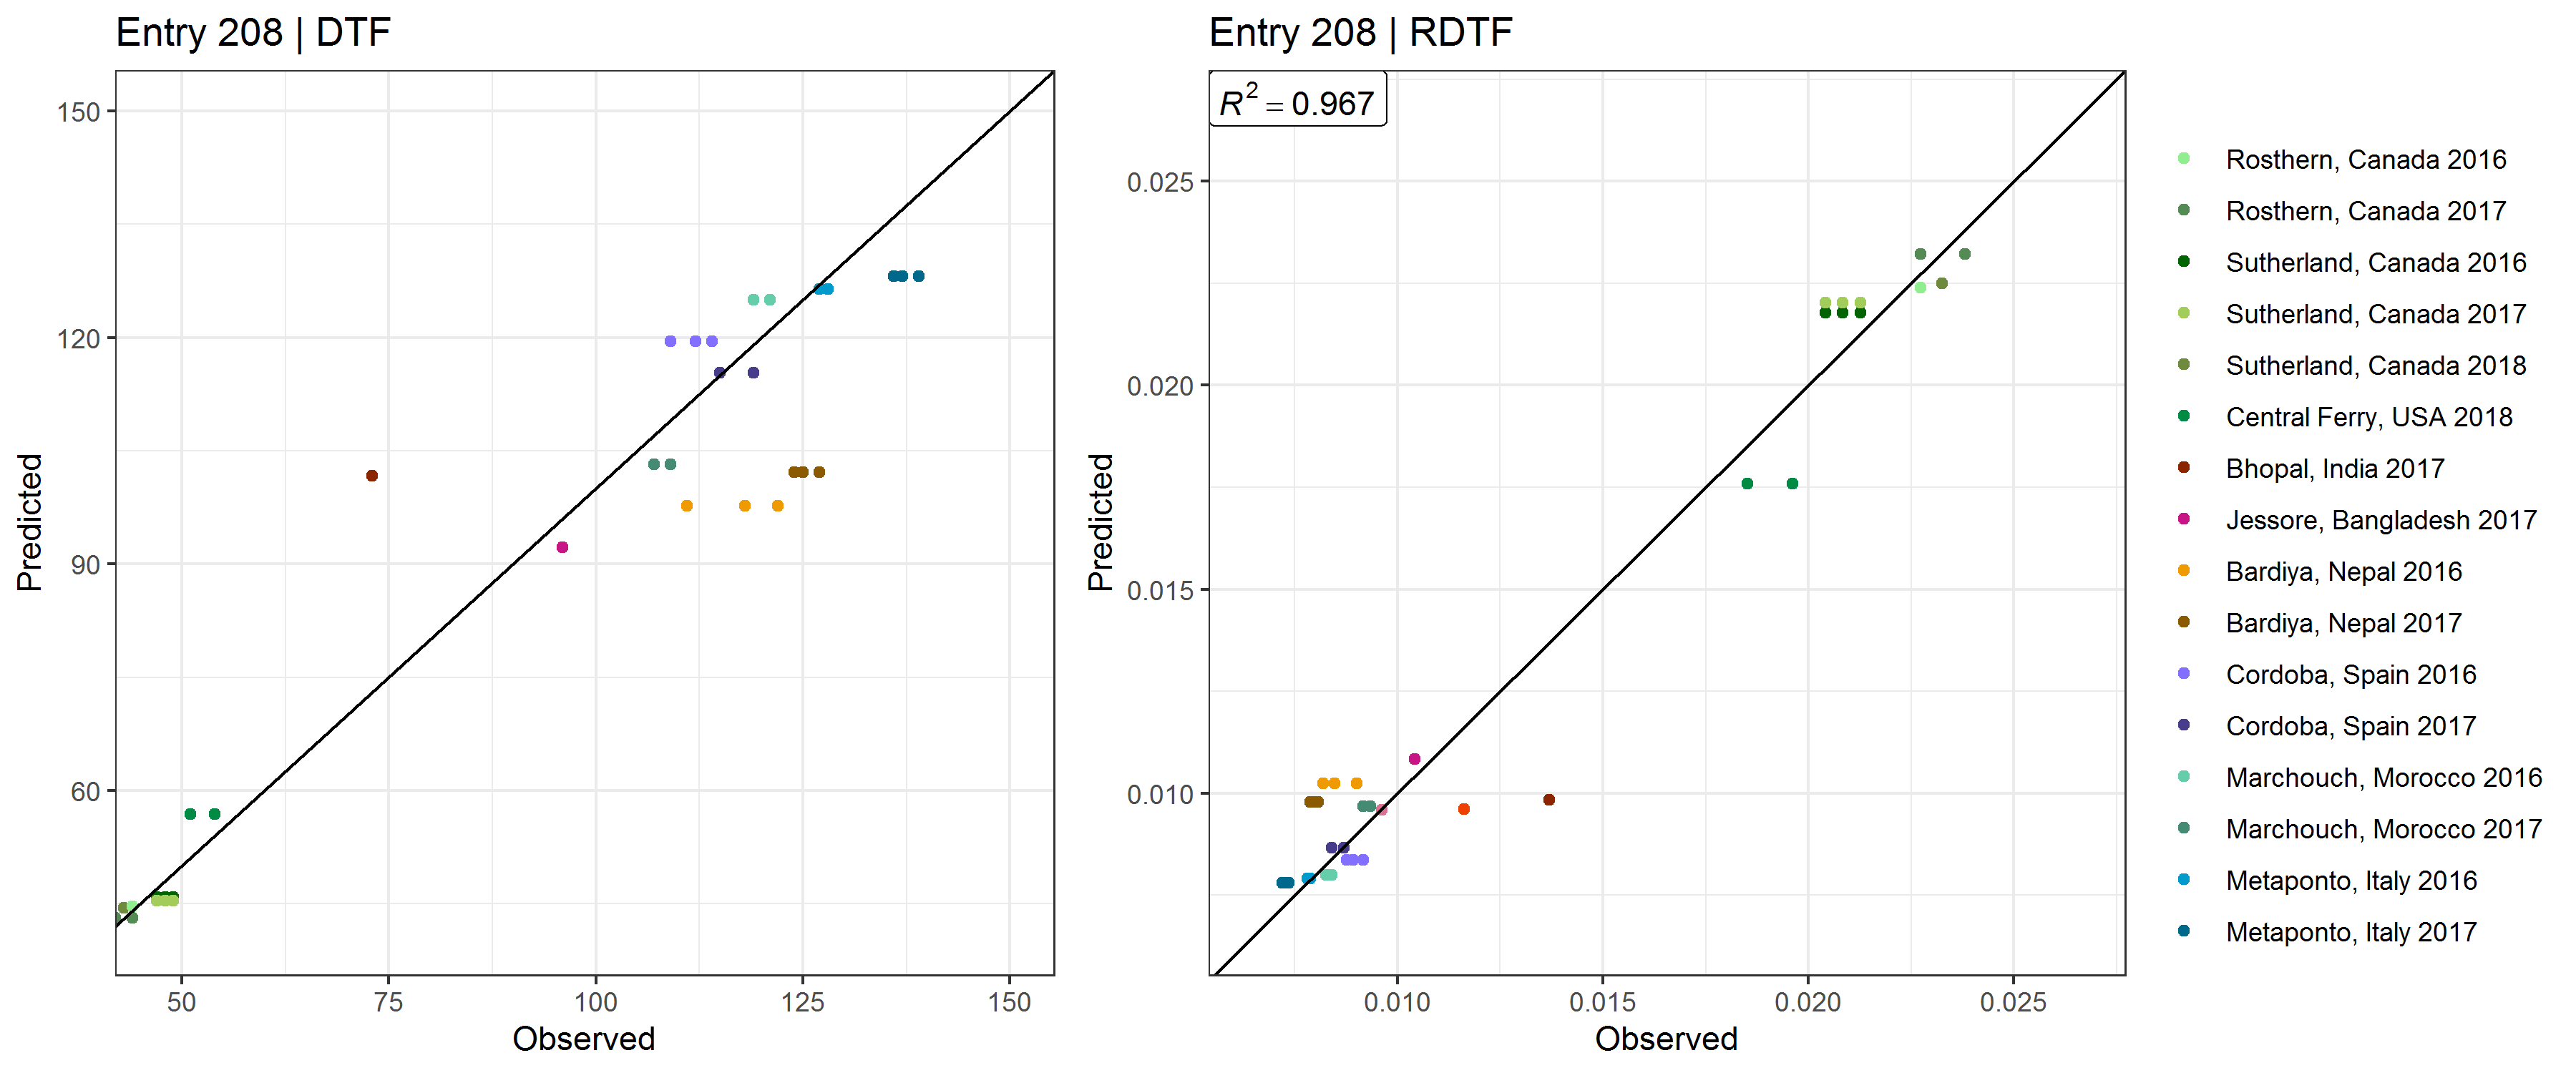 Entry 208 | DTF
150
120
90
60
Predicted
50 75 100 125 150
Observed
Entry 208 | RDTF
R² = 0.967
0.025
0.020
0.015
0.010
Predicted
0.010 0.015 0.020 0.025
Observed
Rosthern, Canada 2016
Rosthern, Canada 2017
Sutherland, Canada 2016
Sutherland, Canada 2017
Sutherland, Canada 2018
Central Ferry, USA 2018
Bhopal, India 2017
Jessore, Bangladesh 2017
Bardiya, Nepal 2016
Bardiya, Nepal 2017
Cordoba, Spain 2016
Cordoba, Spain 2017
Marchouch, Morocco 2016
Marchouch, Morocco 2017
Metaponto, Italy 2016
Metaponto, Italy 2017